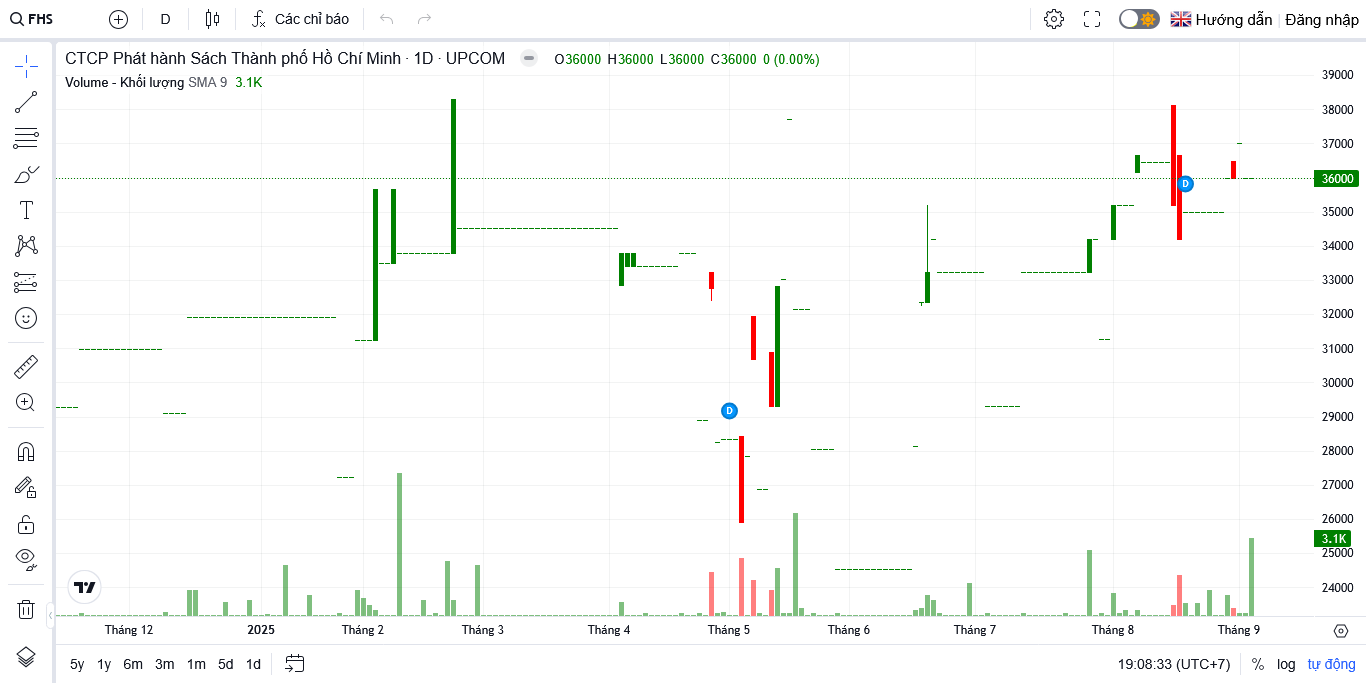 FHS D Các chỉ báo Hướng dẫn Đăng nhập
CTCP Phát hành Sách Thành phố Hồ Chí Minh · 1D · UPCOM O36000 H36000 L36000 C36000 0 (0.00%)
Volume - Khối lượng SMA 9 3.1K
39000
38000
37000
36000
35000
34000
33000
32000
31000
30000
29000
28000
27000
26000
3.1K
25000
24000
D
D
Tháng 12 2025 Tháng 2 Tháng 3 Tháng 4 Tháng 5 Tháng 6 Tháng 7 Tháng 8 Tháng 9
5y 1y 6m 3m 1m 5d 1d 19:08:33 (UTC+7) % log tự động